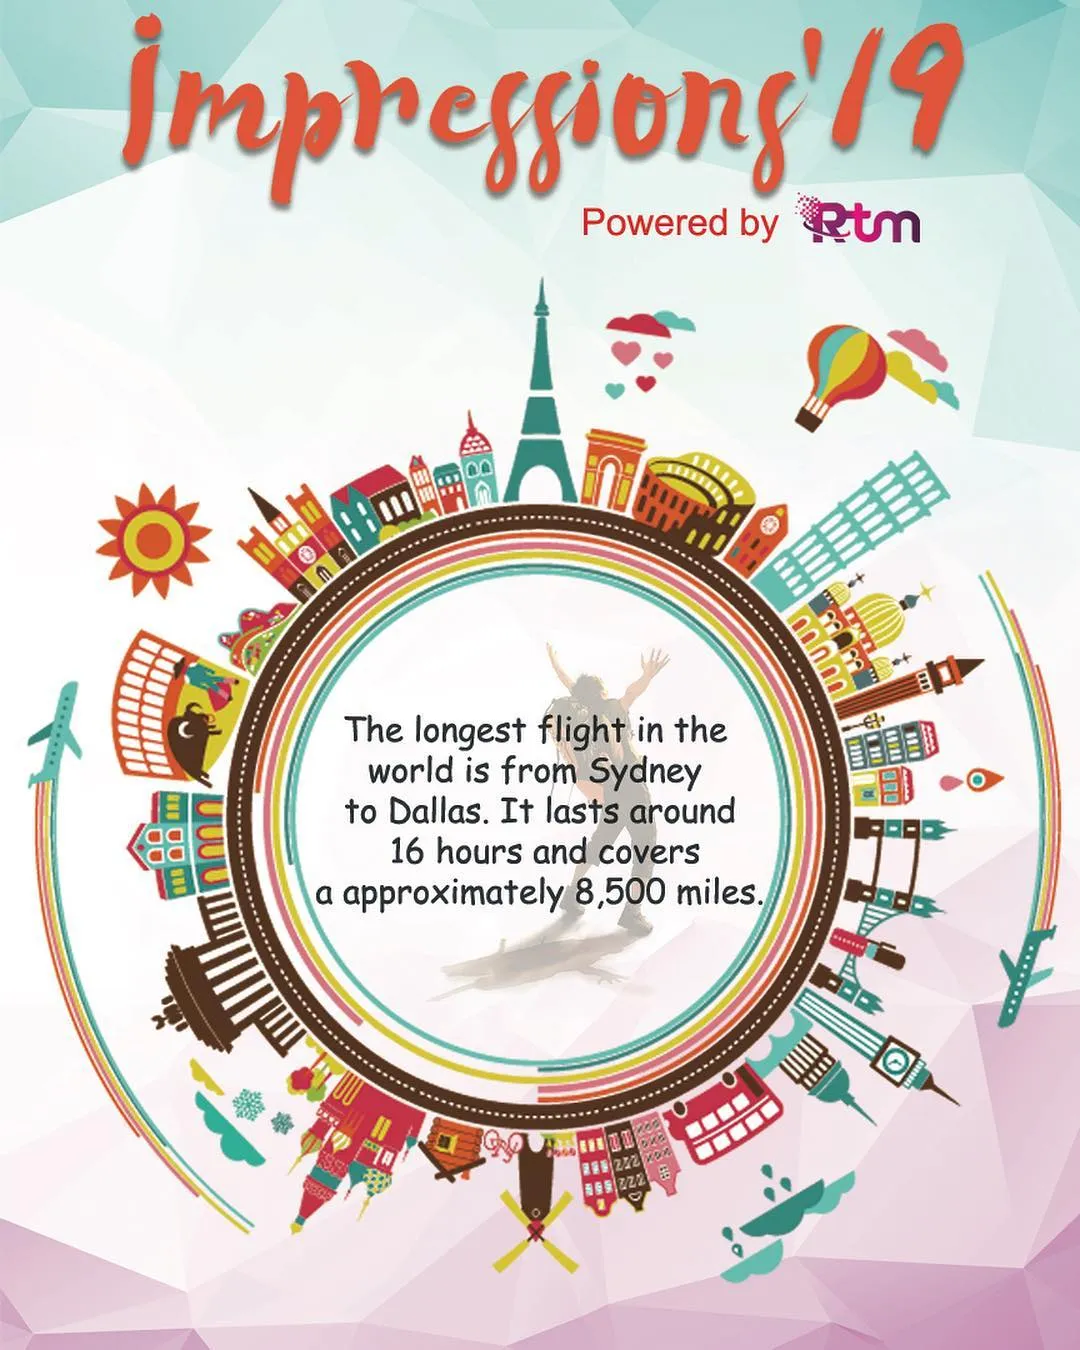 impressions'19
Powered by Rtm
The longest flight in the
world is from Sydney
to Dallas. It lasts around
16 hours and covers
a approximately 8,500 miles.